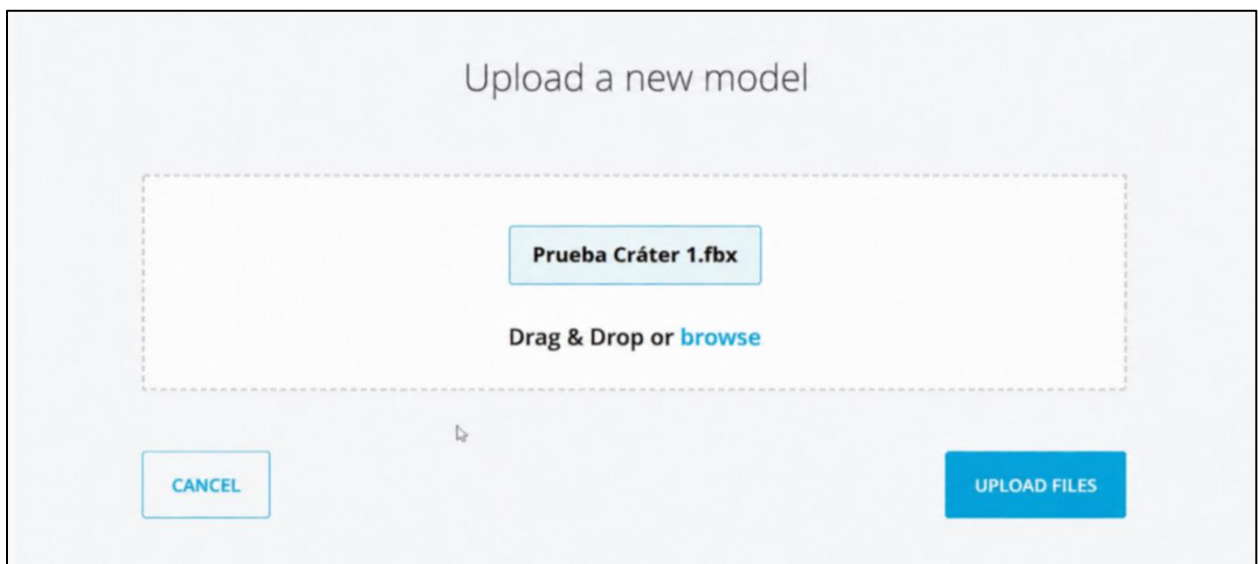 Upload a new model
Prueba Cráter 1.fbx
Drag & Drop or browse
CANCEL
UPLOAD FILES